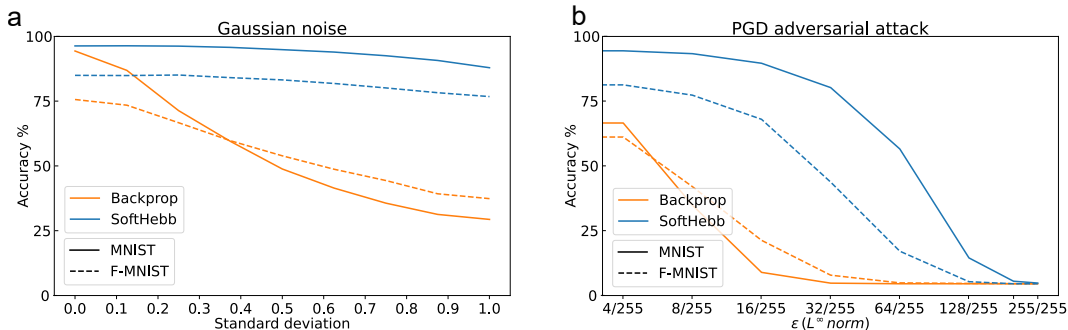 a
Gaussian noise
Accuracy %
100
75
50
25
0
Backprop
SoftHebb
MNIST
F-MNIST
0.0 0.1 0.2 0.3 0.4 0.5 0.6 0.7 0.8 0.9 1.0
Standard deviation
b
PGD adversarial attack
Accuracy %
100
75
50
25
0
Backprop
SoftHebb
MNIST
F-MNIST
4/255 8/255 16/255 32/255 64/255 128/255 255/255
ε (L∞ norm)